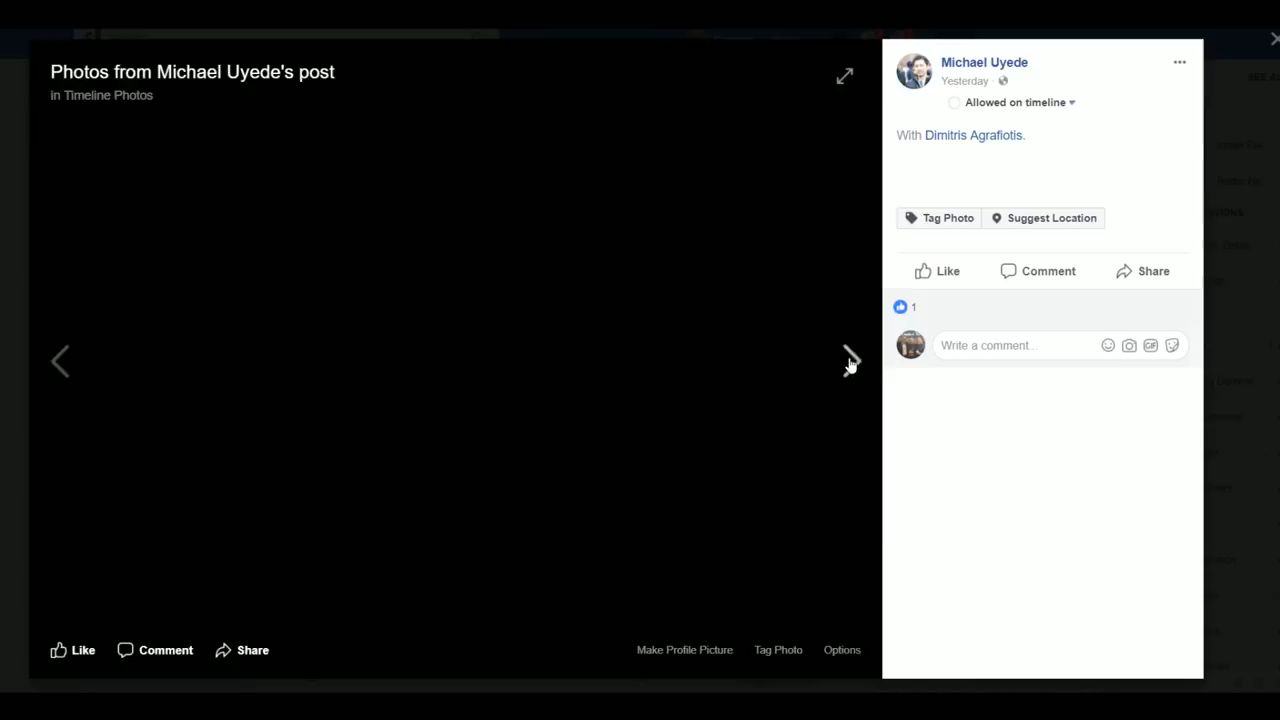 Photos from Michael Uyede's post
in Timeline Photos
Michael Uyede
Yesterday ·
Allowed on timeline
With Dimitris Agrafiotis.
Tag Photo
Suggest Location
Like
Comment
Share
1
Write a comment...
GIF
Like
Comment
Share
Make Profile Picture
Tag Photo
Options